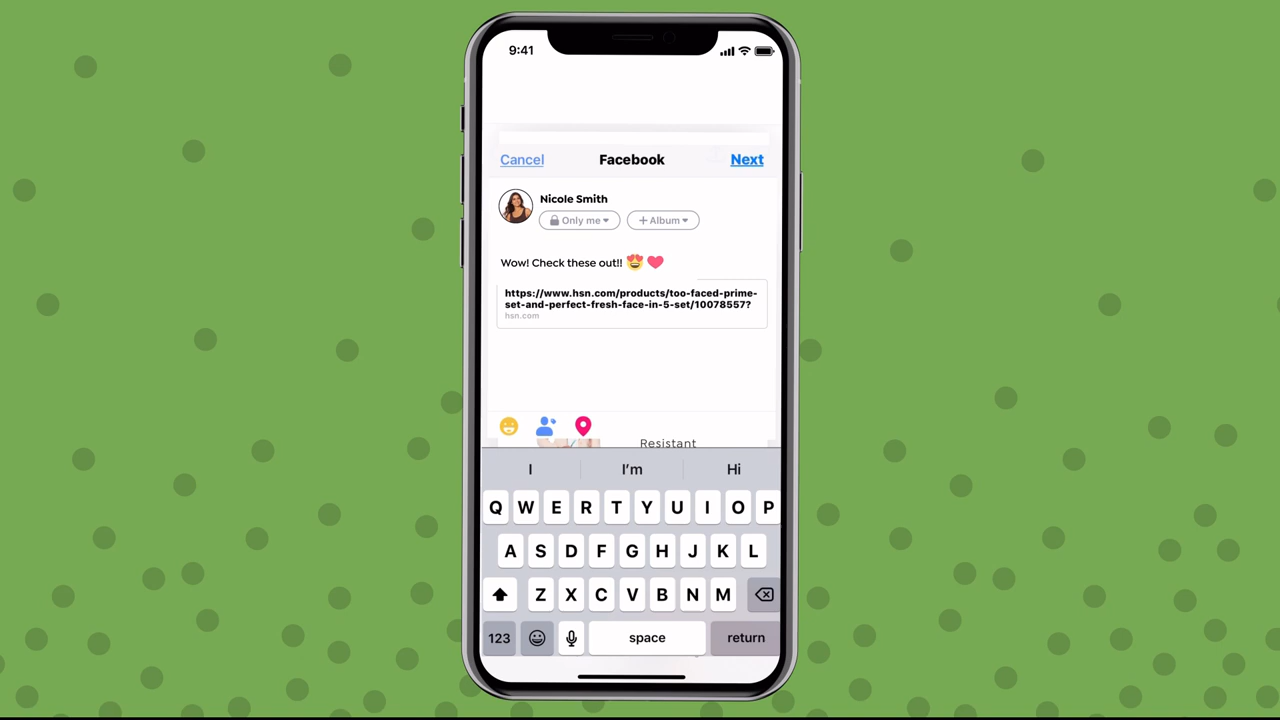 9:41
Cancel Facebook Next
Nicole Smith
Only me + Album
Wow! Check these out!!
https://www.hsn.com/products/too-faced-prime-
set-and-perfect-fresh-face-in-5-set/10078557?
hsn.com
Resistant
I I'm Hi
Q W E R T Y U I O P
A S D F G H J K L
Z X C V B N M
123 space return